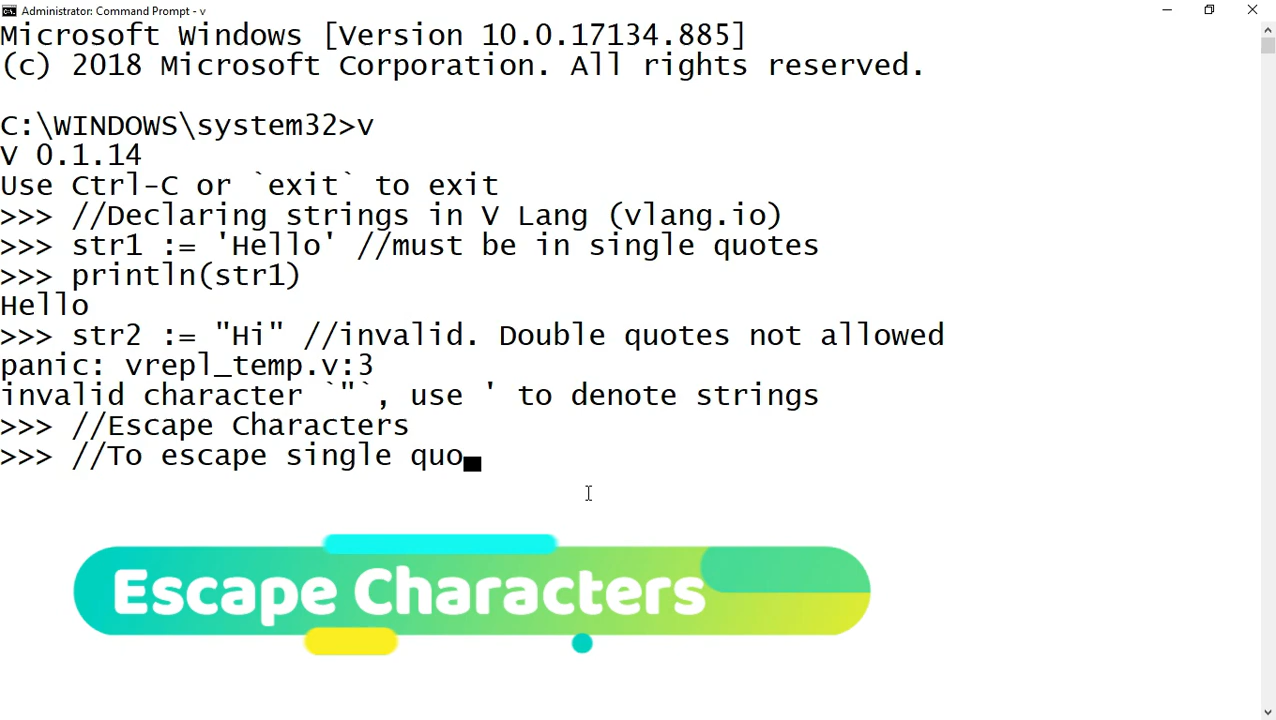 Administrator: Command Prompt - v
Microsoft Windows [Version 10.0.17134.885]
(c) 2018 Microsoft Corporation. All rights reserved.
C:\WINDOWS\system32>v
V 0.1.14
Use Ctrl-C or `exit` to exit
>>> //Declaring strings in V Lang (vlang.io)
>>> str1 := 'Hello' //must be in single quotes
>>> println(str1)
Hello
>>> str2 := "Hi" //invalid. Double quotes not allowed
panic: vrepl_temp.v:3
invalid character `"`, use ' to denote strings
>>> //Escape Characters
>>> //To escape single quo
Escape Characters